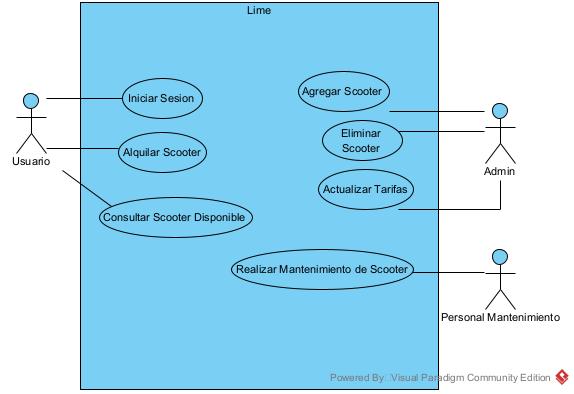 Lime
Iniciar Sesion
Alquilar Scooter
Usuario
Consultar Scooter Disponible
Agregar Scooter
Eliminar
Scooter
Actualizar Tarifas
Admin
Realizar Mantenimiento de Scooter
Personal Mantenimiento
Powered By: Visual Paradigm Community Edition